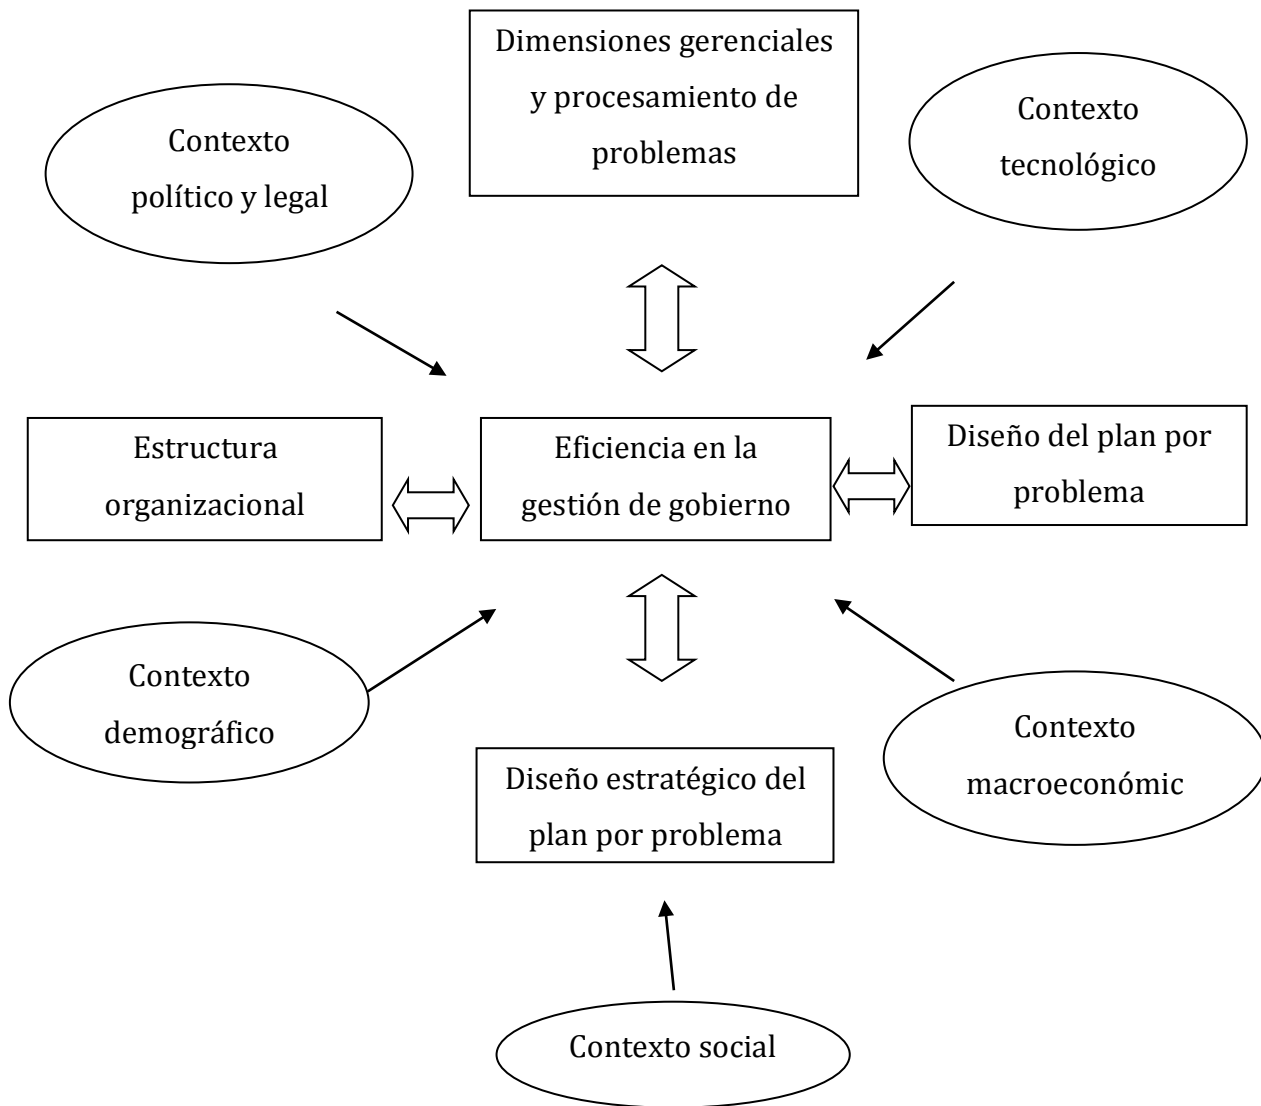 Dimensiones gerenciales
y procesamiento de
problemas
Contexto
político y legal
Contexto
tecnológico
Estructura
organizacional
Eficiencia en la
gestión de gobierno
Diseño del plan por
problema
Contexto
demográfico
Contexto
macroeconómic
Diseño estratégico del
plan por problema
Contexto social